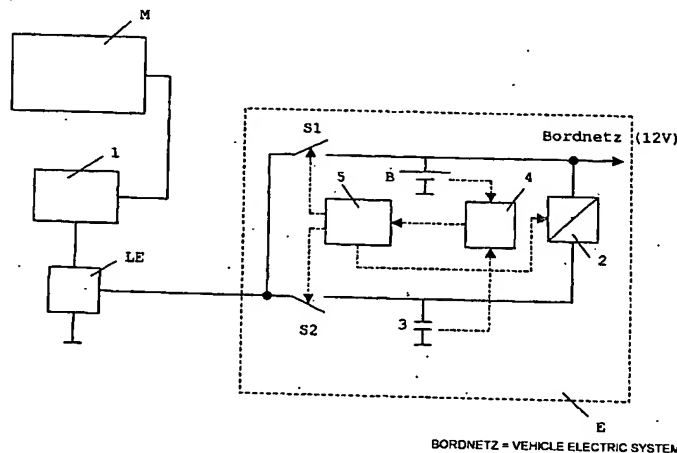 M
S1
Bordnetz (12V)
1
B
5
4
LE
2
3
S2
E
BORDNETZ = VEHICLE ELECTRIC SYSTEM